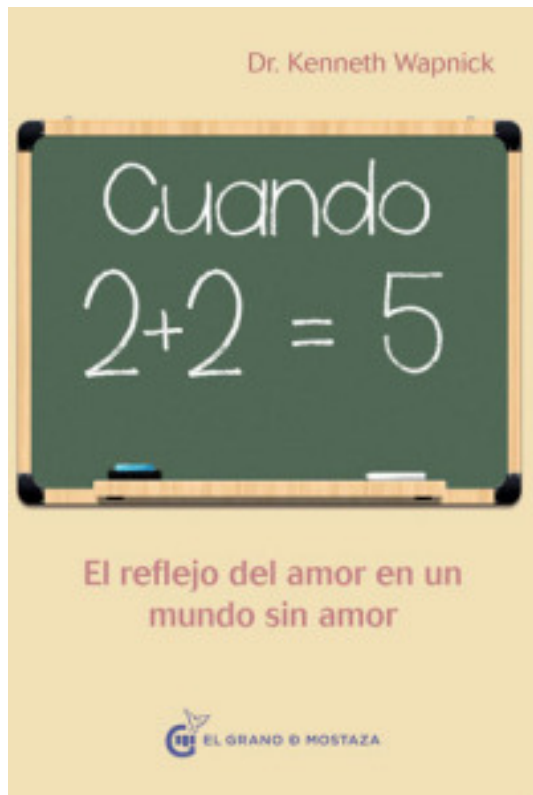 Dr. Kenneth Wapnick
Cuando
2+2 = 5
El reflejo del amor en un
mundo sin amor
EL GRANO D MOSTAZA